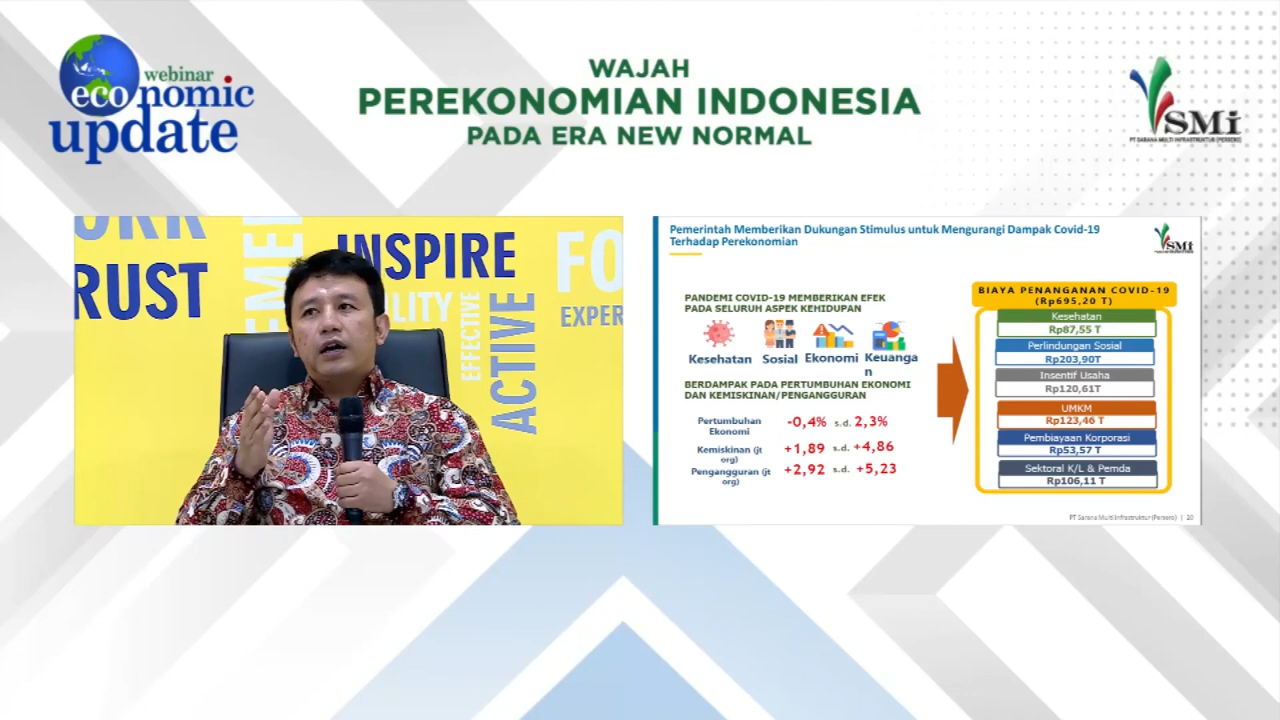 webinar
economic
update
WAJAH
PEREKONOMIAN INDONESIA
PADA ERA NEW NORMAL
SMi
PT SARANA MULTI INFRASTRUKTUR (PERSERO)
RUST
INSPIRE
EFFECTIVE
ACTIVE
FO
EXPER
Pemerintah Memberikan Dukungan Stimulus untuk Mengurangi Dampak Covid-19
Terhadap Perekonomian
SMi
PANDEMI COVID-19 MEMBERIKAN EFEK
PADA SELURUH ASPEK KEHIDUPAN
Kesehatan Sosial Ekonomi Keuanga
n
BERDAMPAK PADA PERTUMBUHAN EKONOMI
DAN KEMISKINAN/PENGANGGURAN
Pertumbuhan
Ekonomi
-0,4% s.d. 2,3%
Kemiskinan (jt
org)
+1,89 s.d. +4,86
Pengangguran (jt
org)
+2,92 s.d. +5,23
BIAYA PENANGANAN COVID-19
(Rp695,20 T)
Kesehatan
Rp87,55 T
Perlindungan Sosial
Rp203,90T
Insentif Usaha
Rp120,61T
UMKM
Rp123,46 T
Pembiayaan Korporasi
Rp53,57 T
Sektoral K/L & Pemda
Rp106,11 T
PT Sarana Multi Infrastruktur (Persero) | 20